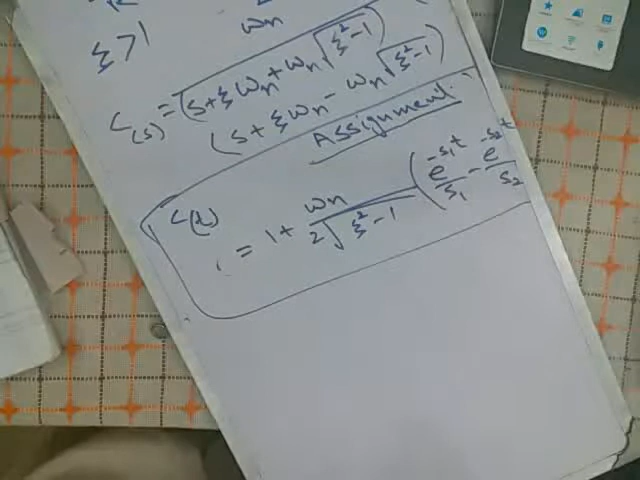 ωn
ξ>1
C(s) = (s+ξωn+ωn√ξ²-1)
(s+ξωn-ωn√ξ²-1)
Assignment:
C(t)
= 1+ ωn/2√ξ²-1 (e^-s1t/s1 - e^-s2t/s2